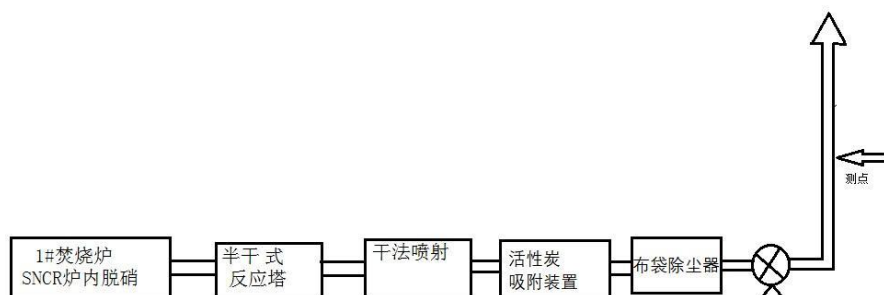 测点
1#焚烧炉
SNCR炉内脱硝
半干 式
反应塔
干法喷射
活性炭
吸附装置
布袋除尘器